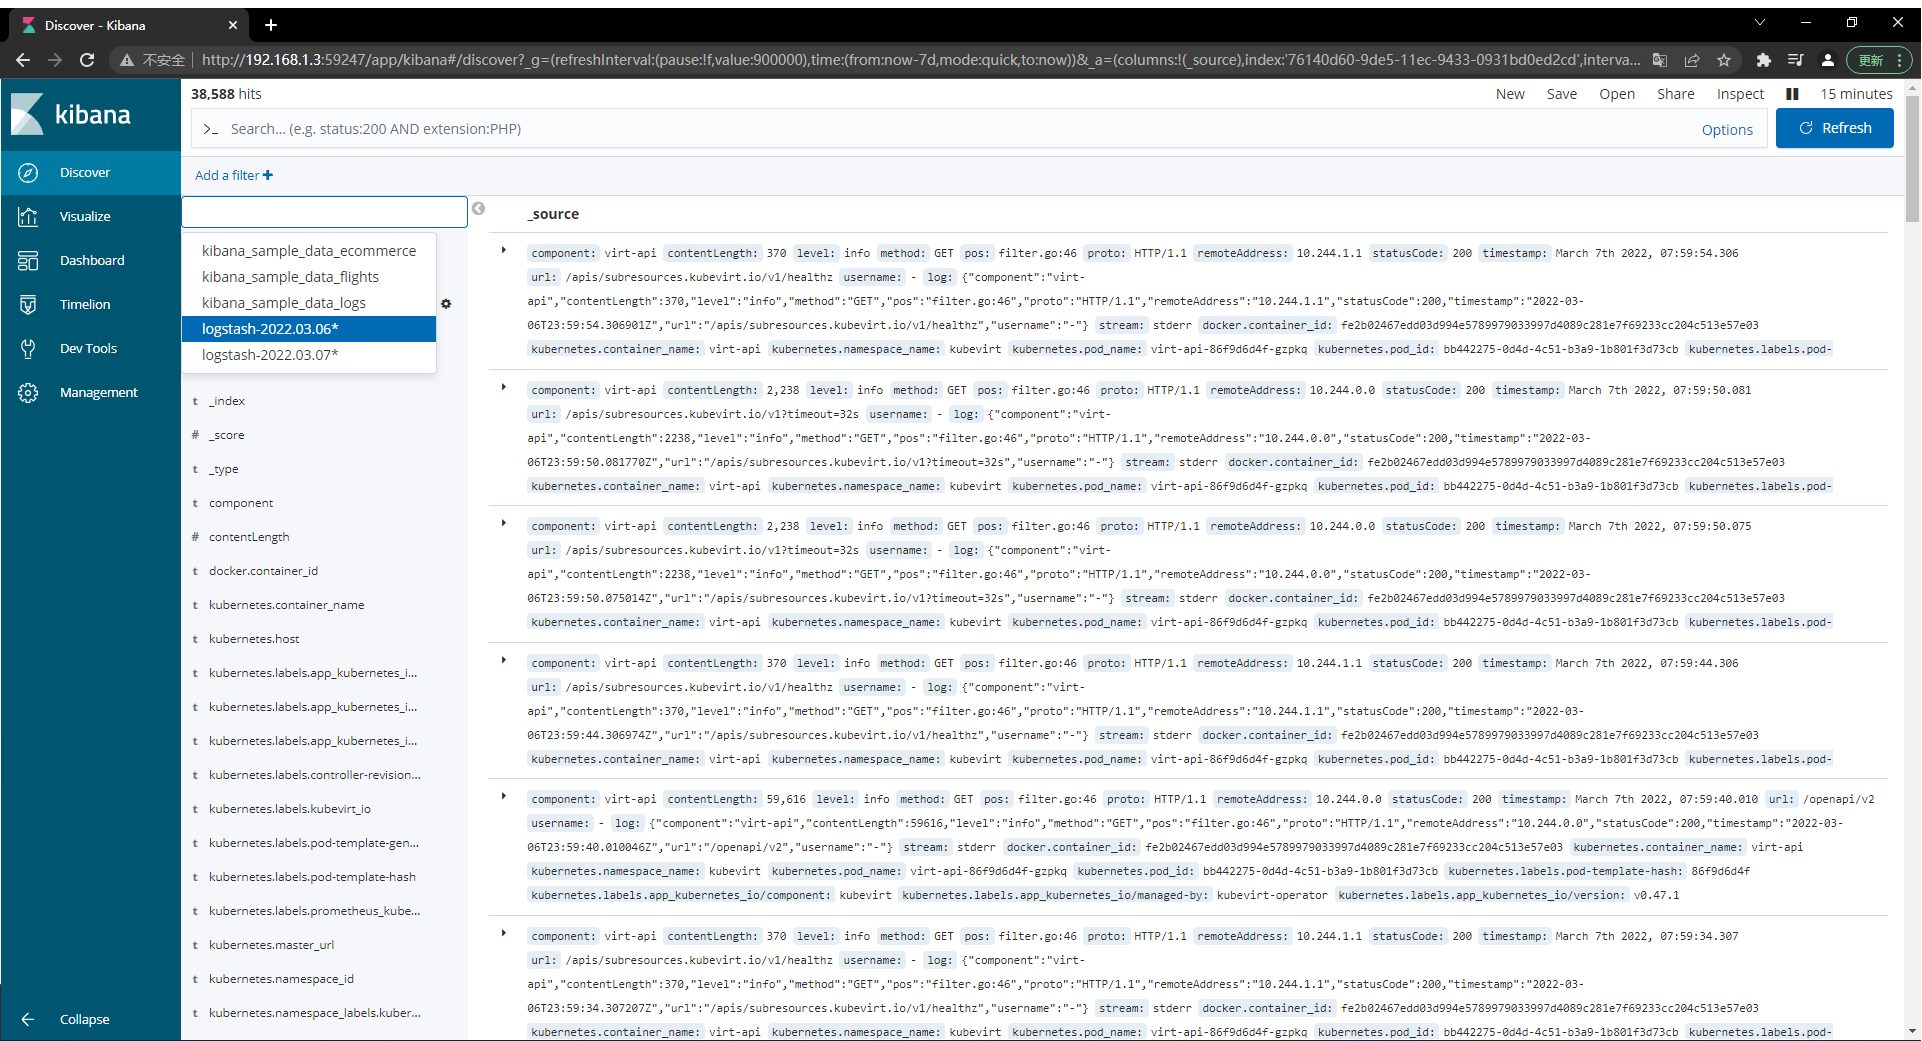 Discover - Kibana
不安全
http://192.168.1.3:59247/app/kibana#/discover?_g=(refreshInterval:(pause:!f,value:900000),time:(from:now-7d,mode:quick,to:now))&_a=(columns:!(_source),index:'76140d60-9de5-11ec-9433-0931bd0ed2cd',interva...
更新
kibana
Discover
Visualize
Dashboard
Timelion
Dev Tools
Management
Collapse
38,588 hits
New Save Open Share Inspect 15 minutes
>_ Search... (e.g. status:200 AND extension:PHP)
Options
Refresh
Add a filter +
kibana_sample_data_ecommerce
kibana_sample_data_flights
kibana_sample_data_logs
logstash-2022.03.06*
logstash-2022.03.07*
t _index
# _score
t _type
t component
# contentLength
t docker.container_id
t kubernetes.container_name
t kubernetes.host
t kubernetes.labels.app_kubernetes_i...
t kubernetes.labels.app_kubernetes_i...
t kubernetes.labels.app_kubernetes_i...
t kubernetes.labels.controller-revision...
t kubernetes.labels.kubevirt_io
t kubernetes.labels.pod-template-gen...
t kubernetes.labels.pod-template-hash
t kubernetes.labels.prometheus_kube...
t kubernetes.master_url
t kubernetes.namespace_id
t kubernetes.namespace_labels.kuber...
_source
component: virt-api contentLength: 370 level: info method: GET pos: filter.go:46 proto: HTTP/1.1 remoteAddress: 10.244.1.1 statusCode: 200 timestamp: March 7th 2022, 07:59:54.306
url: /apis/subresources.kubevirt.io/v1/healthz username: - log: {"component":"virt-
api","contentLength":370,"level":"info","method":"GET","pos":"filter.go:46","proto":"HTTP/1.1","remoteAddress":"10.244.1.1","statusCode":200,"timestamp":"2022-03-
06T23:59:54.306901Z","url":"/apis/subresources.kubevirt.io/v1/healthz","username":"-"} stream: stderr docker.container_id: fe2b02467edd03d994e5789979033997d4089c281e7f69233cc204c513e57e03
kubernetes.container_name: virt-api kubernetes.namespace_name: kubevirt kubernetes.pod_name: virt-api-86f9d6d4f-gzpkq kubernetes.pod_id: bb442275-0d4d-4c51-b3a9-1b801f3d73cb kubernetes.labels.pod-
component: virt-api contentLength: 2,238 level: info method: GET pos: filter.go:46 proto: HTTP/1.1 remoteAddress: 10.244.0.0 statusCode: 200 timestamp: March 7th 2022, 07:59:50.081
url: /apis/subresources.kubevirt.io/v1?timeout=32s username: - log: {"component":"virt-
api","contentLength":2238,"level":"info","method":"GET","pos":"filter.go:46","proto":"HTTP/1.1","remoteAddress":"10.244.0.0","statusCode":200,"timestamp":"2022-03-
06T23:59:50.081770Z","url":"/apis/subresources.kubevirt.io/v1?timeout=32s","username":"-"} stream: stderr docker.container_id: fe2b02467edd03d994e5789979033997d4089c281e7f69233cc204c513e57e03
kubernetes.container_name: virt-api kubernetes.namespace_name: kubevirt kubernetes.pod_name: virt-api-86f9d6d4f-gzpkq kubernetes.pod_id: bb442275-0d4d-4c51-b3a9-1b801f3d73cb kubernetes.labels.pod-
component: virt-api contentLength: 2,238 level: info method: GET pos: filter.go:46 proto: HTTP/1.1 remoteAddress: 10.244.0.0 statusCode: 200 timestamp: March 7th 2022, 07:59:50.075
url: /apis/subresources.kubevirt.io/v1?timeout=32s username: - log: {"component":"virt-
api","contentLength":2238,"level":"info","method":"GET","pos":"filter.go:46","proto":"HTTP/1.1","remoteAddress":"10.244.0.0","statusCode":200,"timestamp":"2022-03-
06T23:59:50.075014Z","url":"/apis/subresources.kubevirt.io/v1?timeout=32s","username":"-"} stream: stderr docker.container_id: fe2b02467edd03d994e5789979033997d4089c281e7f69233cc204c513e57e03
kubernetes.container_name: virt-api kubernetes.namespace_name: kubevirt kubernetes.pod_name: virt-api-86f9d6d4f-gzpkq kubernetes.pod_id: bb442275-0d4d-4c51-b3a9-1b801f3d73cb kubernetes.labels.pod-
component: virt-api contentLength: 370 level: info method: GET pos: filter.go:46 proto: HTTP/1.1 remoteAddress: 10.244.1.1 statusCode: 200 timestamp: March 7th 2022, 07:59:44.306
url: /apis/subresources.kubevirt.io/v1/healthz username: - log: {"component":"virt-
api","contentLength":370,"level":"info","method":"GET","pos":"filter.go:46","proto":"HTTP/1.1","remoteAddress":"10.244.1.1","statusCode":200,"timestamp":"2022-03-
06T23:59:44.306974Z","url":"/apis/subresources.kubevirt.io/v1/healthz","username":"-"} stream: stderr docker.container_id: fe2b02467edd03d994e5789979033997d4089c281e7f69233cc204c513e57e03
kubernetes.container_name: virt-api kubernetes.namespace_name: kubevirt kubernetes.pod_name: virt-api-86f9d6d4f-gzpkq kubernetes.pod_id: bb442275-0d4d-4c51-b3a9-1b801f3d73cb kubernetes.labels.pod-
component: virt-api contentLength: 59,616 level: info method: GET pos: filter.go:46 proto: HTTP/1.1 remoteAddress: 10.244.0.0 statusCode: 200 timestamp: March 7th 2022, 07:59:40.010 url: /openapi/v2
username: - log: {"component":"virt-api","contentLength":59616,"level":"info","method":"GET","pos":"filter.go:46","proto":"HTTP/1.1","remoteAddress":"10.244.0.0","statusCode":200,"timestamp":"2022-03-
06T23:59:40.010046Z","url":"/openapi/v2","username":"-"} stream: stderr docker.container_id: fe2b02467edd03d994e5789979033997d4089c281e7f69233cc204c513e57e03 kubernetes.container_name: virt-api
kubernetes.namespace_name: kubevirt kubernetes.pod_name: virt-api-86f9d6d4f-gzpkq kubernetes.pod_id: bb442275-0d4d-4c51-b3a9-1b801f3d73cb kubernetes.labels.pod-template-hash: 86f9d6d4f
kubernetes.labels.app_kubernetes_io/component: kubevirt kubernetes.labels.app_kubernetes_io/managed-by: kubevirt-operator kubernetes.labels.app_kubernetes_io/version: v0.47.1
component: virt-api contentLength: 370 level: info method: GET pos: filter.go:46 proto: HTTP/1.1 remoteAddress: 10.244.1.1 statusCode: 200 timestamp: March 7th 2022, 07:59:34.307
url: /apis/subresources.kubevirt.io/v1/healthz username: - log: {"component":"virt-
api","contentLength":370,"level":"info","method":"GET","pos":"filter.go:46","proto":"HTTP/1.1","remoteAddress":"10.244.1.1","statusCode":200,"timestamp":"2022-03-
06T23:59:34.307207Z","url":"/apis/subresources.kubevirt.io/v1/healthz","username":"-"} stream: stderr docker.container_id: fe2b02467edd03d994e5789979033997d4089c281e7f69233cc204c513e57e03
kubernetes.container_name: virt-api kubernetes.namespace_name: kubevirt kubernetes.pod_name: virt-api-86f9d6d4f-gzpkq kubernetes.pod_id: bb442275-0d4d-4c51-b3a9-1b801f3d73cb kubernetes.labels.pod-